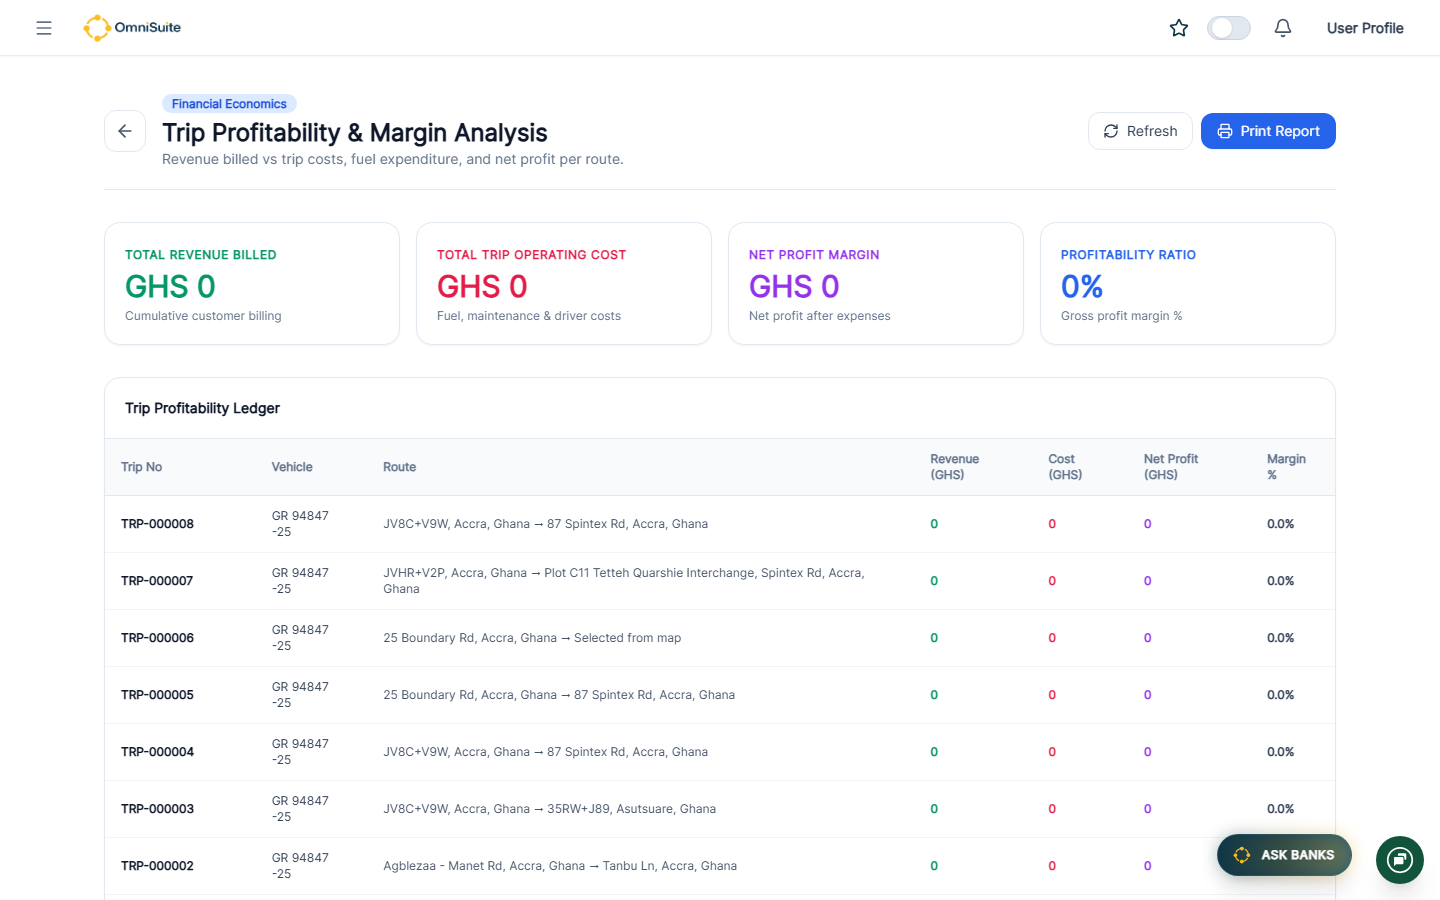 OmniSuite
User Profile
Financial Economics
Trip Profitability & Margin Analysis
Revenue billed vs trip costs, fuel expenditure, and net profit per route.
Refresh
Print Report
TOTAL REVENUE BILLED
GHS 0
Cumulative customer billing
TOTAL TRIP OPERATING COST
GHS 0
Fuel, maintenance & driver costs
NET PROFIT MARGIN
GHS 0
Net profit after expenses
PROFITABILITY RATIO
0%
Gross profit margin %
Trip Profitability Ledger
Trip No Vehicle Route Revenue (GHS) Cost (GHS) Net Profit (GHS) Margin %
TRP-000008 GR 94847 -25 JV8C+V9W, Accra, Ghana → 87 Spintex Rd, Accra, Ghana 0 0 0 0.0%
TRP-000007 GR 94847 -25 JVHR+V2P, Accra, Ghana → Plot C11 Tetteh Quarshie Interchange, Spintex Rd, Accra, Ghana 0 0 0 0.0%
TRP-000006 GR 94847 -25 25 Boundary Rd, Accra, Ghana → Selected from map 0 0 0 0.0%
TRP-000005 GR 94847 -25 25 Boundary Rd, Accra, Ghana → 87 Spintex Rd, Accra, Ghana 0 0 0 0.0%
TRP-000004 GR 94847 -25 JV8C+V9W, Accra, Ghana → 87 Spintex Rd, Accra, Ghana 0 0 0 0.0%
TRP-000003 GR 94847 -25 JV8C+V9W, Accra, Ghana → 35RW+J89, Asutsuare, Ghana 0 0 0 0.0%
TRP-000002 GR 94847 -25 Agblezaa - Manet Rd, Accra, Ghana → Tanbu Ln, Accra, Ghana 0 0 0
ASK BANKS